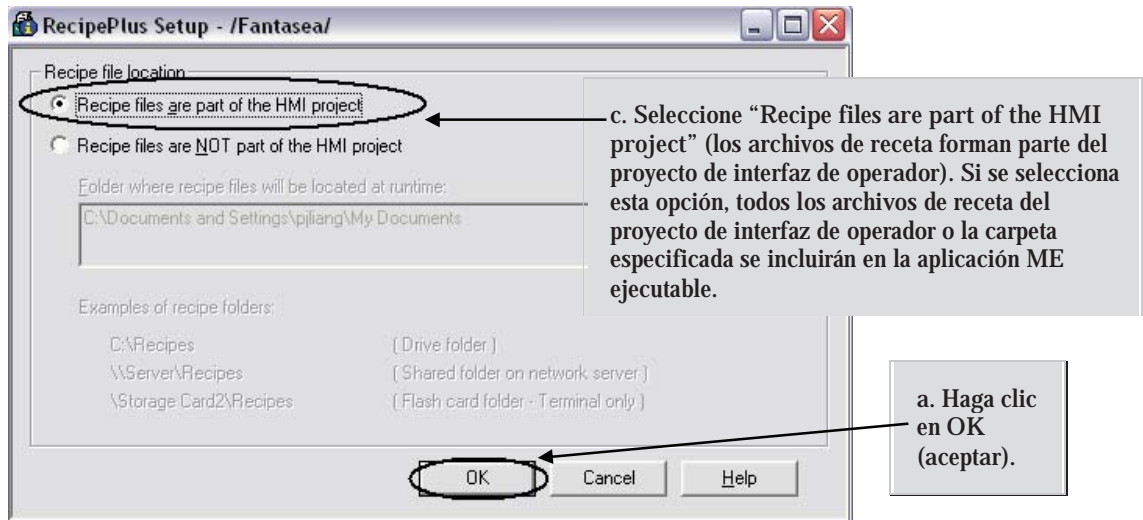 RecipePlus Setup - /Fantasea/
Recipe file location
Recipe files are part of the HMI project
Recipe files are NOT part of the HMI project
Folder where recipe files will be located at runtime:
C:\Documents and Settings\pjliang\My Documents
Examples of recipe folders:
C:\Recipes ( Drive folder )
\\Server\Recipes ( Shared folder on network server )
\Storage Card2\Recipes ( Flash card folder - Terminal only )
OK Cancel Help
c. Seleccione “Recipe files are part of the HMI
project” (los archivos de receta forman parte del
proyecto de interfaz de operador). Si se selecciona
esta opción, todos los archivos de receta del
proyecto de interfaz de operador o la carpeta
especificada se incluirán en la aplicación ME
ejecutable.
a. Haga clic
en OK
(aceptar).